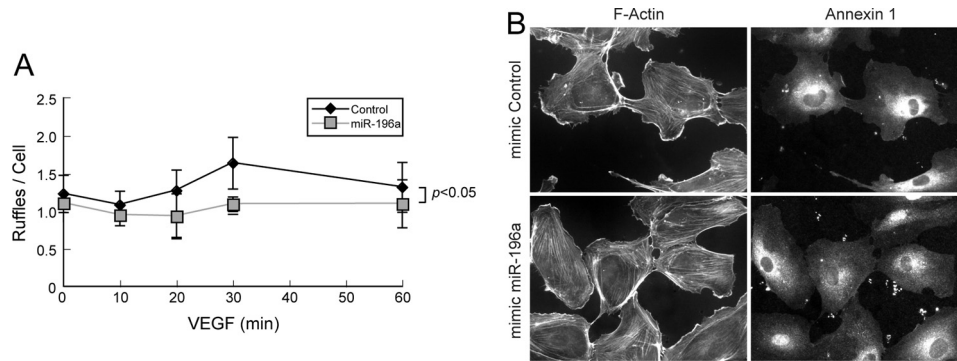 A
2.5
2.0
1.5
1.0
0.5
0
Ruffles / Cell
Control
miR-196a
p<0.05
0 10 20 30 40 50 60
VEGF (min)
B
F-Actin Annexin 1
mimic Control
mimic miR-196a